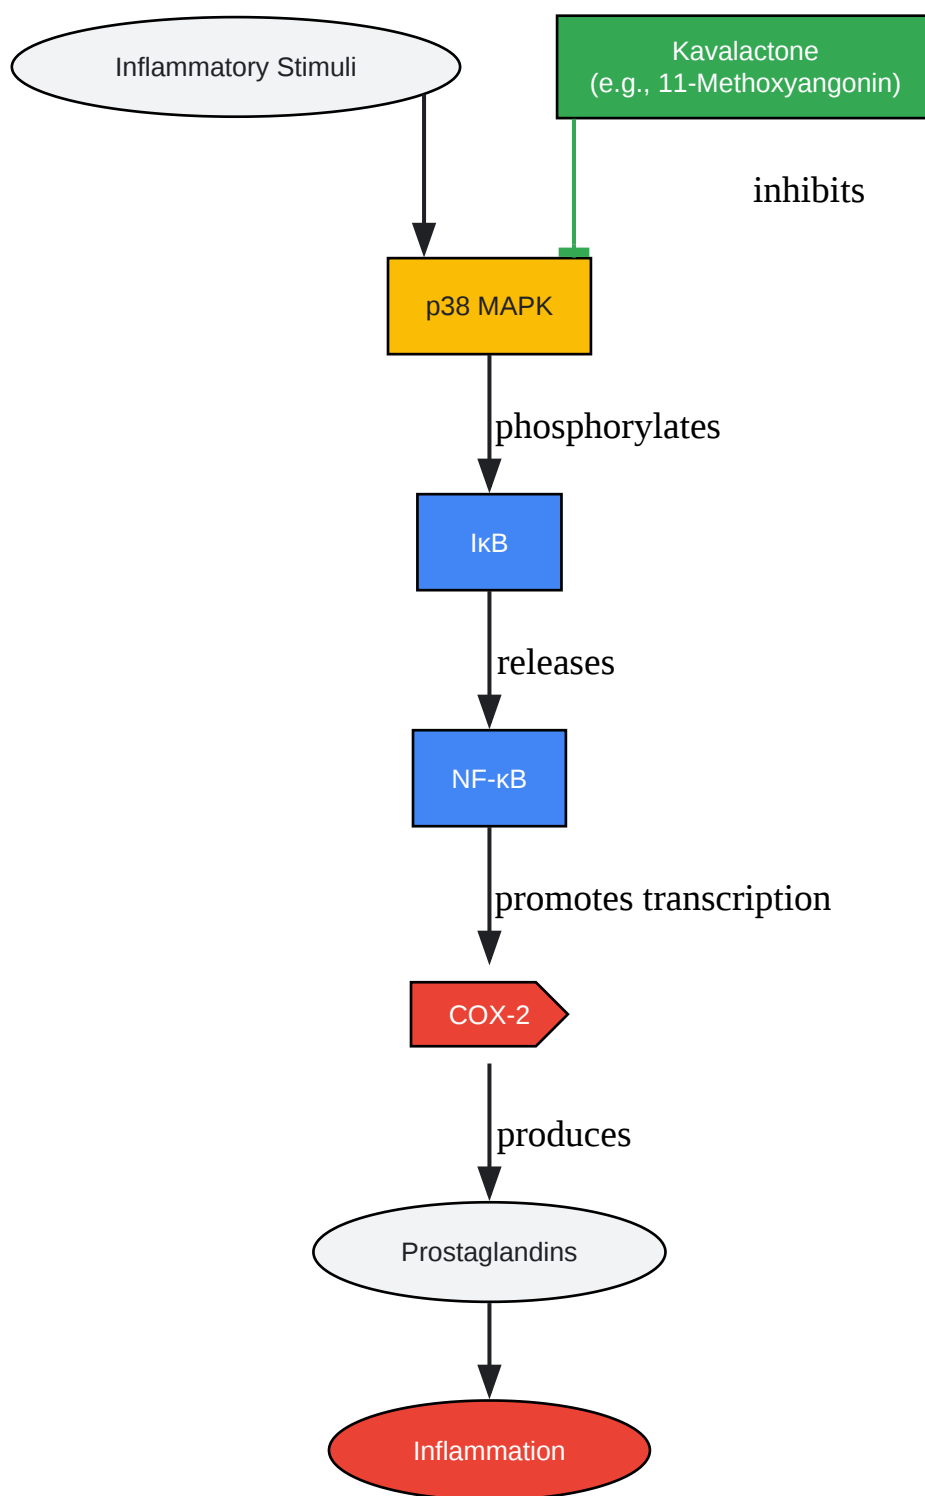 Inflammatory Stimuli
Kavalactone
(e.g., 11-Methoxyangonin)
inhibits
p38 MAPK
phosphorylates
IκB
releases
NF-κB
promotes transcription
COX-2
produces
Prostaglandins
Inflammation